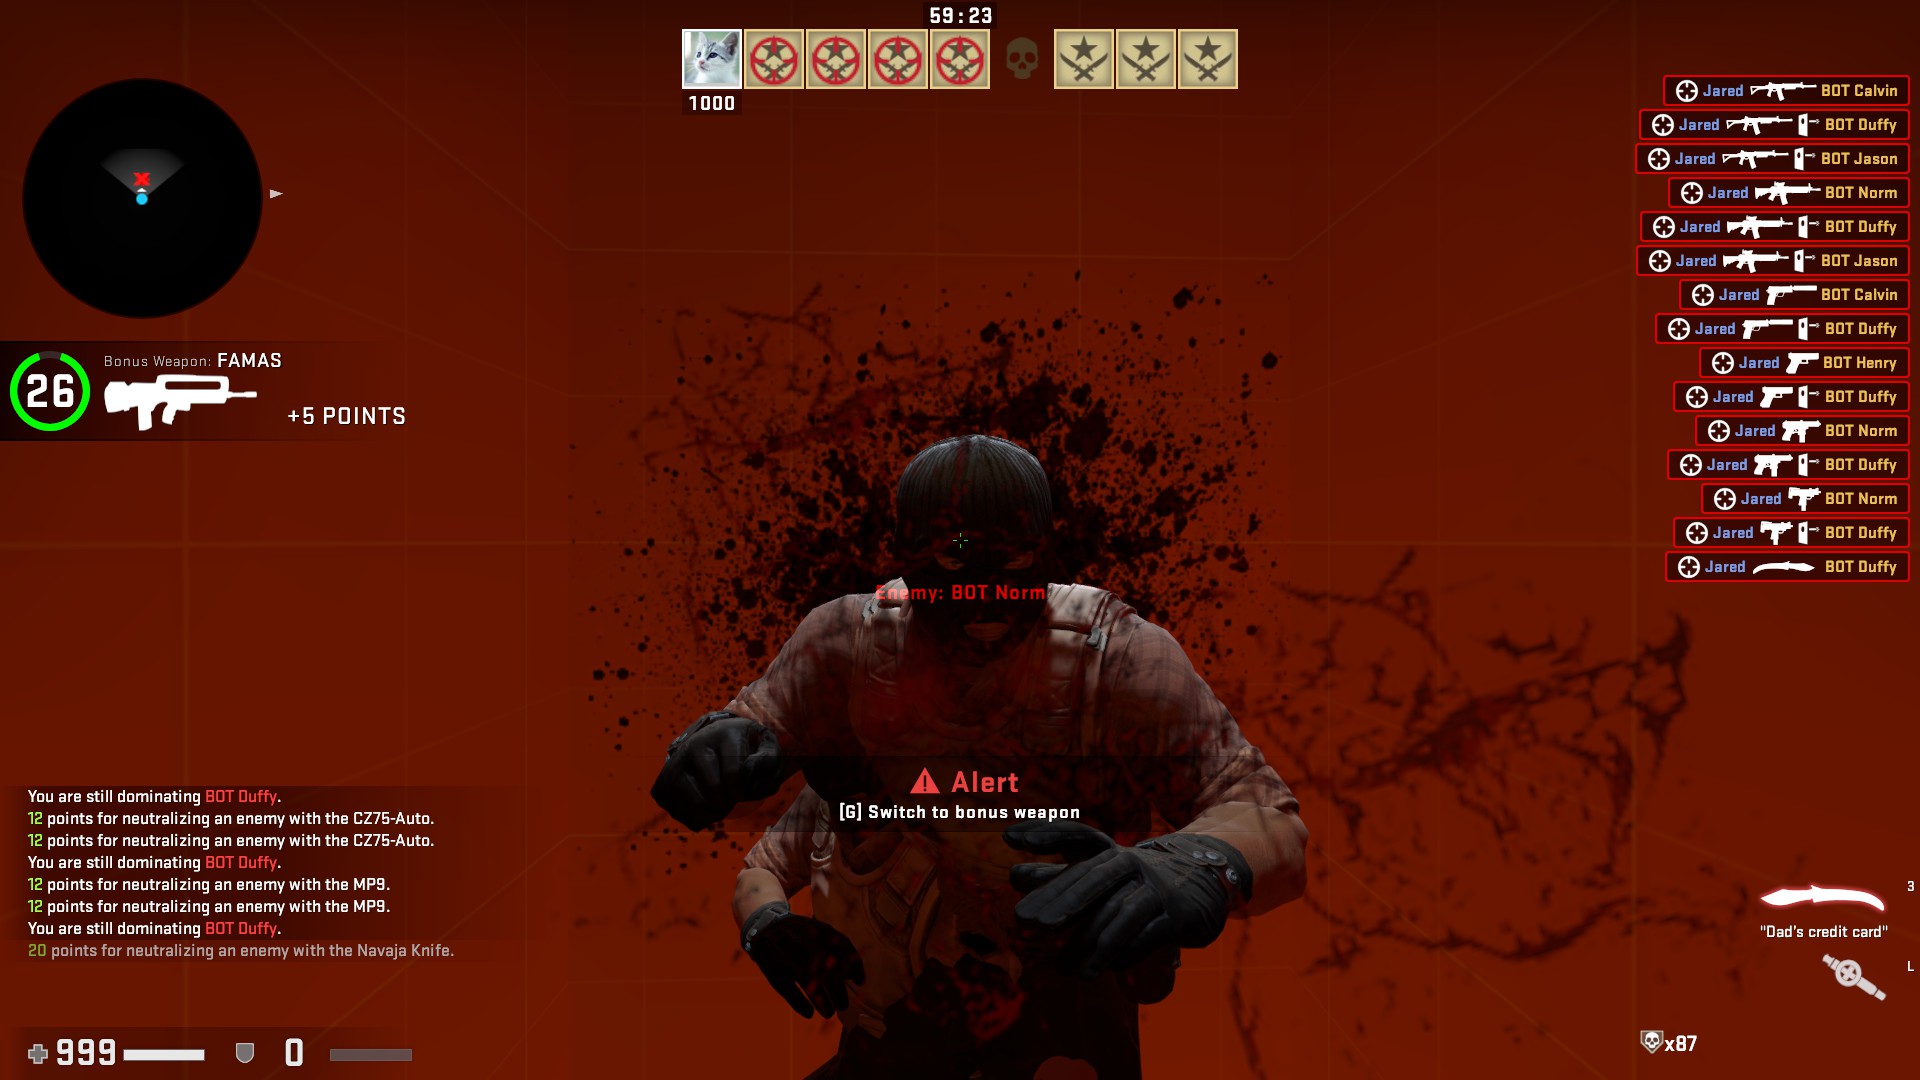 59:23
1000
Jared BOT Calvin
Jared BOT Duffy
Jared BOT Jason
Jared BOT Norm
Jared BOT Duffy
Jared BOT Jason
Jared BOT Calvin
Jared BOT Duffy
Jared BOT Henry
Jared BOT Duffy
Jared BOT Norm
Jared BOT Duffy
Jared BOT Norm
Jared BOT Duffy
Jared BOT Duffy
26
Bonus Weapon: FAMAS
+5 POINTS
Enemy: BOT Norm
Alert
[G] Switch to bonus weapon
You are still dominating BOT Duffy.
12 points for neutralizing an enemy with the CZ75-Auto.
12 points for neutralizing an enemy with the CZ75-Auto.
You are still dominating BOT Duffy.
12 points for neutralizing an enemy with the MP9.
12 points for neutralizing an enemy with the MP9.
You are still dominating BOT Duffy.
20 points for neutralizing an enemy with the Navaja Knife.
3
"Dad's credit card"
L
x87
999
0